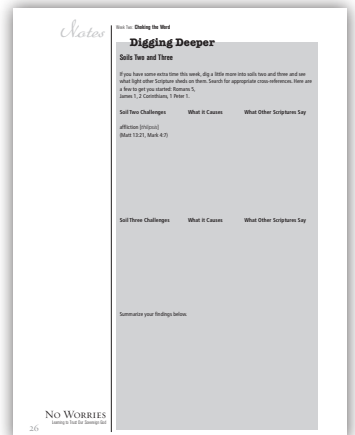 Notes
Week Two: Choking the Word
Digging Deeper
Soils Two and Three
If you have some extra time this week, dig a little more into soils two and three and see
what light other Scripture sheds on them. Search for appropriate cross-references. Here are
a few to get you started: Romans 5,
James 1, 2 Corinthians, 1 Peter 1.
Soil Two Challenges What it Causes What Other Scriptures Say
affliction (thlipsis)
(Matt 13:21, Mark 4:7)
Soil Three Challenges What it Causes What Other Scriptures Say
Summarize your findings below.
No Worries
Learning to Trust Our Sovereign God
26